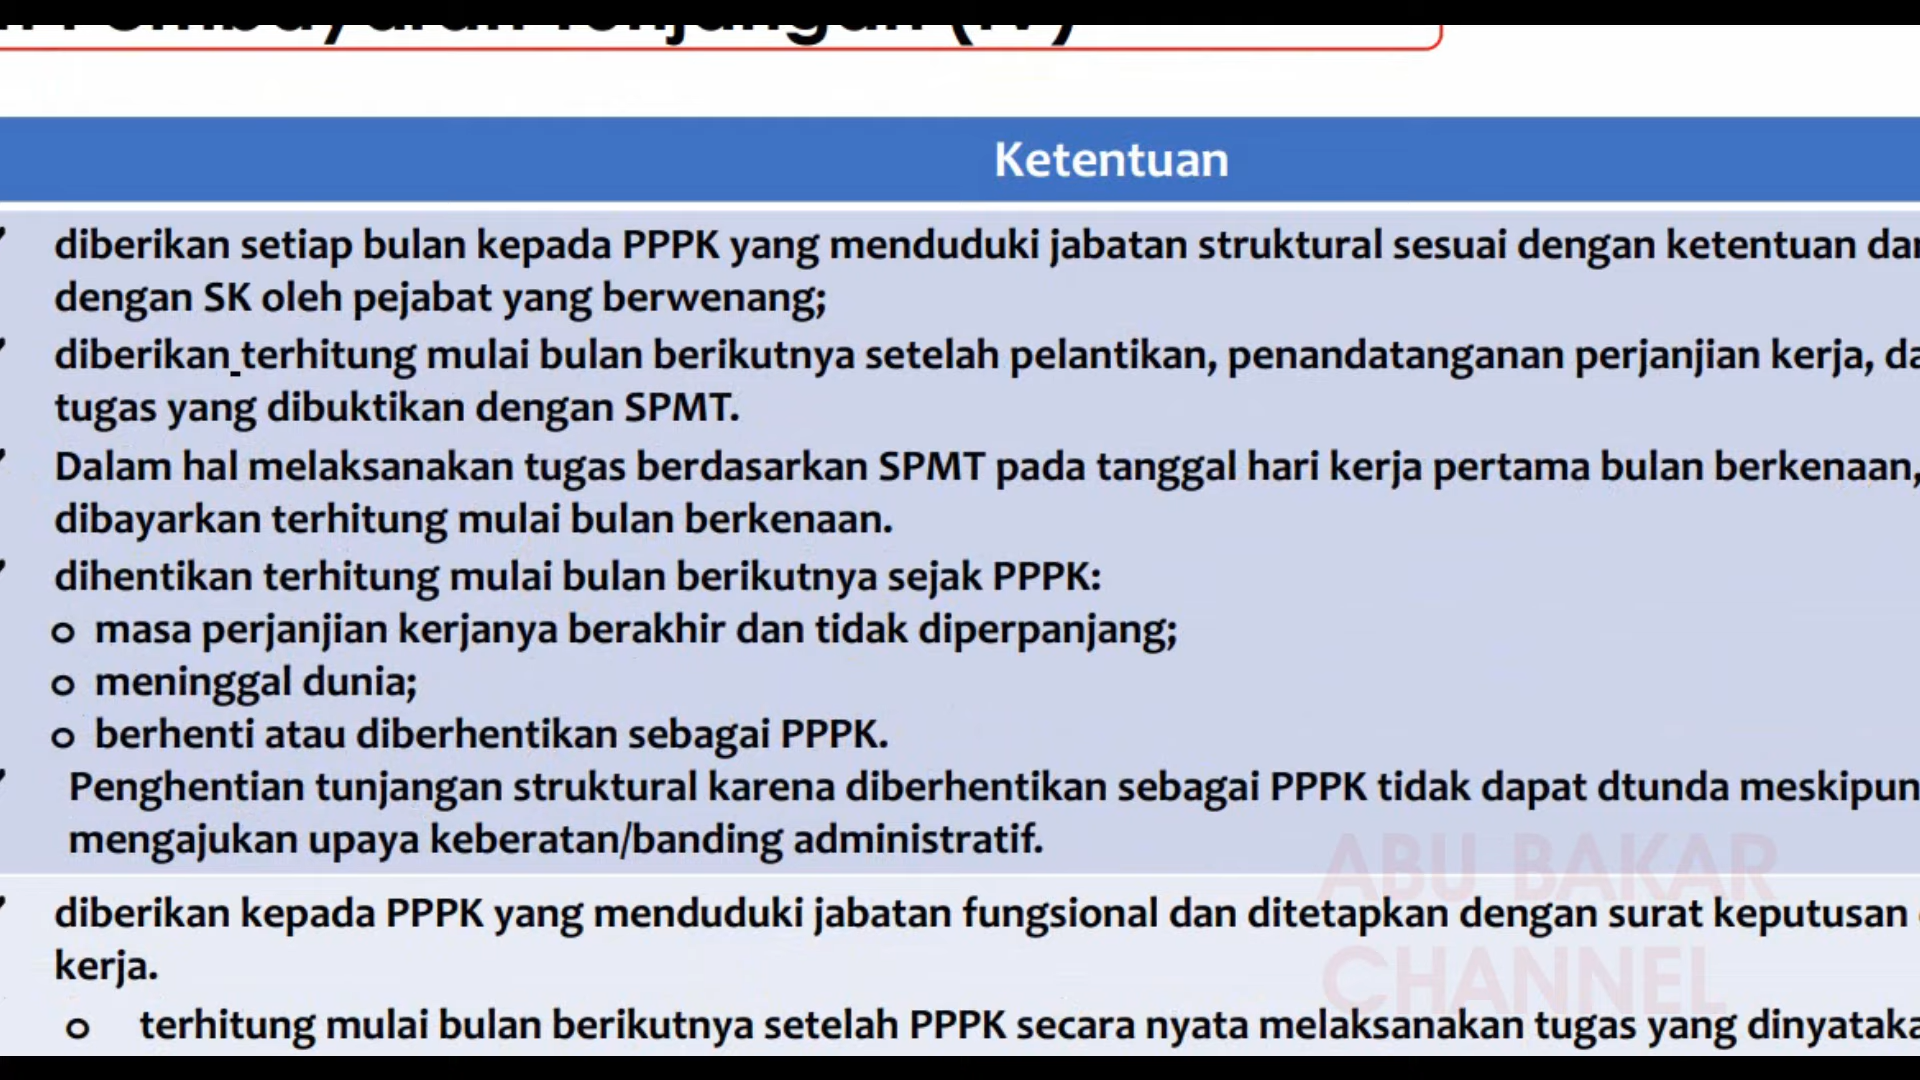 Pembayaran Tunjangan (IV)
Ketentuan
diberikan setiap bulan kepada PPPK yang menduduki jabatan struktural sesuai dengan ketentuan
dengan SK oleh pejabat yang berwenang;
diberikan terhitung mulai bulan berikutnya setelah pelantikan, penandatanganan perjanjian kerja,
tugas yang dibuktikan dengan SPMT.
Dalam hal melaksanakan tugas berdasarkan SPMT pada tanggal hari kerja pertama bulan berkenaan,
dibayarkan terhitung mulai bulan berkenaan.
dihentikan terhitung mulai bulan berikutnya sejak PPPK:
o masa perjanjian kerjanya berakhir dan tidak diperpanjang;
o meninggal dunia;
o berhenti atau diberhentikan sebagai PPPK.
Penghentian tunjangan struktural karena diberhentikan sebagai PPPK tidak dapat dtunda meskipun
mengajukan upaya keberatan/banding administratif.
ABU BAKAR
CHANNEL
diberikan kepada PPPK yang menduduki jabatan fungsional dan ditetapkan dengan surat keputusan
kerja.
o terhitung mulai bulan berikutnya setelah PPPK secara nyata melaksanakan tugas yang